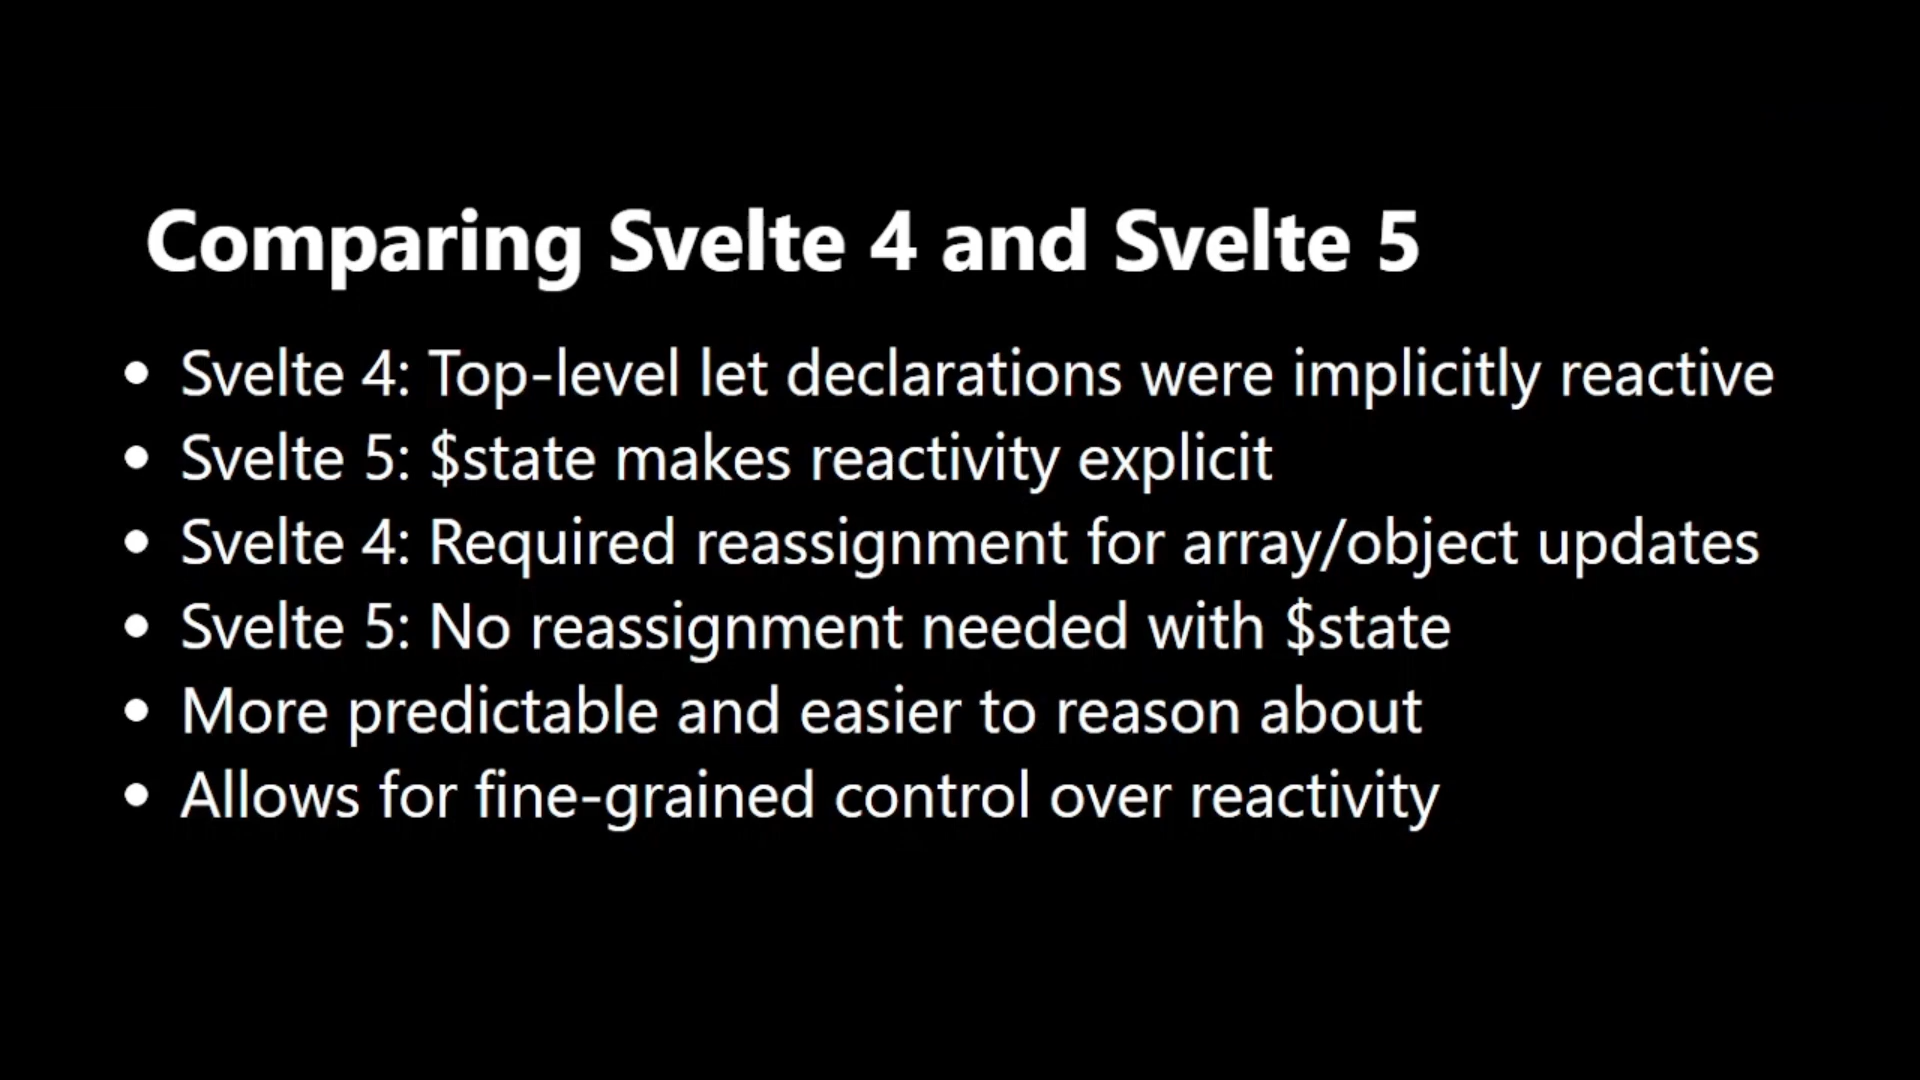 Comparing Svelte 4 and Svelte 5
• Svelte 4: Top-level let declarations were implicitly reactive
• Svelte 5: $state makes reactivity explicit
• Svelte 4: Required reassignment for array/object updates
• Svelte 5: No reassignment needed with $state
• More predictable and easier to reason about
• Allows for fine-grained control over reactivity